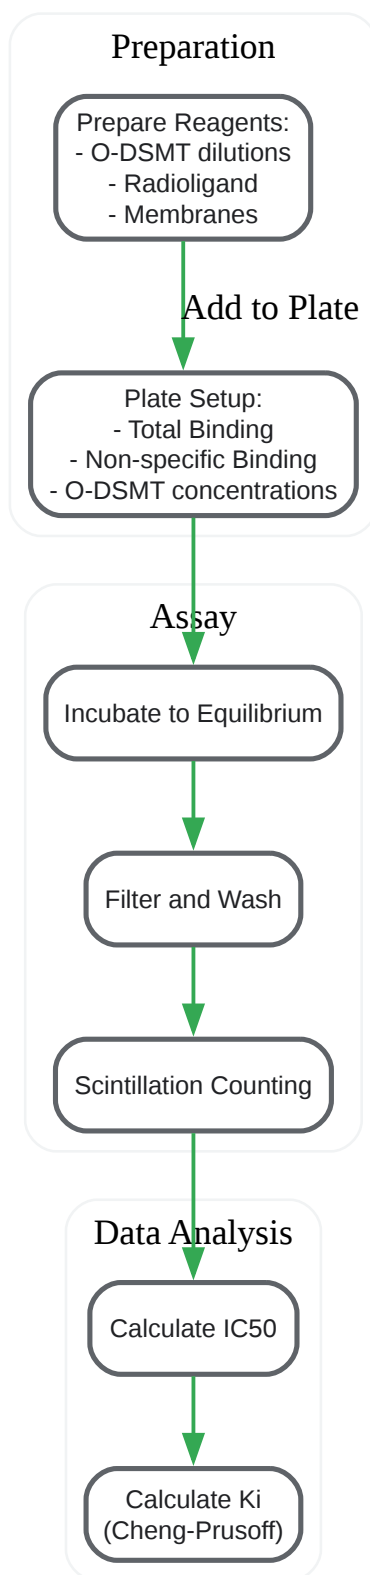 Preparation
Prepare Reagents:
- O-DSMT dilutions
- Radioligand
- Membranes
Add to Plate
Plate Setup:
- Total Binding
- Non-specific Binding
- O-DSMT concentrations
Assay
Incubate to Equilibrium
Filter and Wash
Scintillation Counting
Data Analysis
Calculate IC50
Calculate Ki
(Cheng-Prusoff)